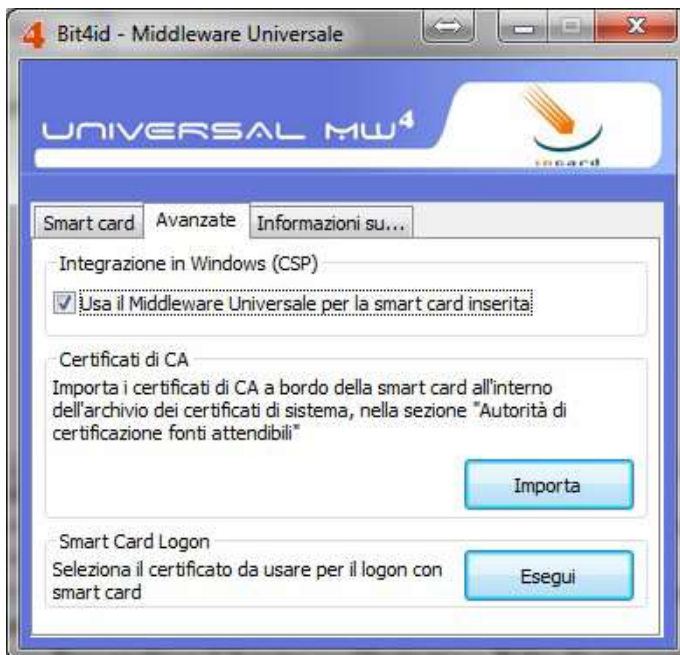 4 Bit4id - Middleware Universale
UNIVERSAL MW4
incard
Smart card Avanzate Informazioni su...
Integrazione in Windows (CSP)
Usa il Middleware Universale per la smart card inserita
Certificati di CA
Importa i certificati di CA a bordo della smart card all'interno
dell'archivio dei certificati di sistema, nella sezione "Autorità di
certificazione fonti attendibili"
Importa
Smart Card Logon
Seleziona il certificato da usare per il logon con
smart card
Esegui